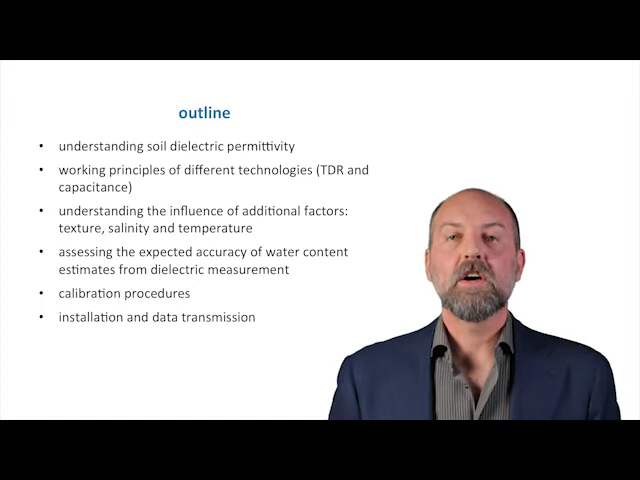 outline
• understanding soil dielectric permittivity
• working principles of different technologies (TDR and
capacitance)
• understanding the influence of additional factors:
texture, salinity and temperature
• assessing the expected accuracy of water content
estimates from dielectric measurement
• calibration procedures
• installation and data transmission